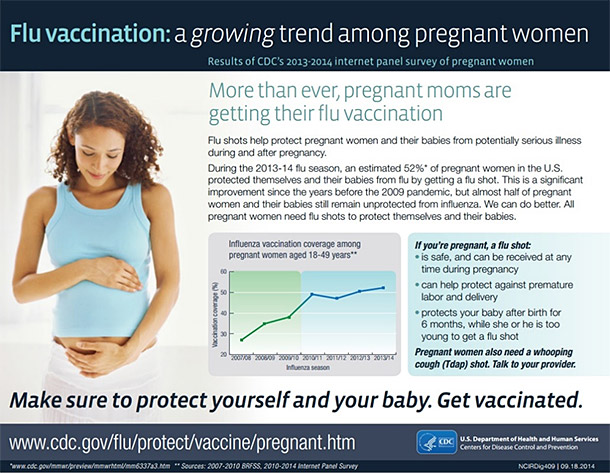 Flu vaccination: a growing trend among pregnant women
Results of CDC's 2013-2014 internet panel survey of pregnant women
More than ever, pregnant moms are
getting their flu vaccination
Flu shots help protect pregnant women and their babies from potentially serious illness
during and after pregnancy.
During the 2013-14 flu season, an estimated 52%* of pregnant women in the U.S.
protected themselves and their babies from flu by getting a flu shot. This is a significant
improvement since the years before the 2009 pandemic, but almost half of pregnant
women and their babies still remain unprotected from influenza. We can do better. All
pregnant women need flu shots to protect themselves and their babies.
Influenza vaccination coverage among
pregnant women aged 18-49 years**
Vaccination coverage (%)
60
50
40
30
20
2007/08 2008/09 2009/10 2010/11 2011/12 2012/13 2013/14
Influenza season
If you're pregnant, a flu shot:
• is safe, and can be received at any
time during pregnancy
• can help protect against premature
labor and delivery
• protects your baby after birth for
6 months, while she or he is too
young to get a flu shot
Pregnant women also need a whooping
cough (Tdap) shot. Talk to your provider.
Make sure to protect yourself and your baby. Get vaccinated.
www.cdc.gov/flu/protect/vaccine/pregnant.htm
CDC
U.S. Department of Health and Human Services
Centers for Disease Control and Prevention
*www.cdc.gov/mmwr/preview/mmwrhtml/mm6337a3.htm ** Sources: 2007-2010 BRFSS, 2010-2014 Internet Panel Survey
NCIRDig409 | 09.18.2014